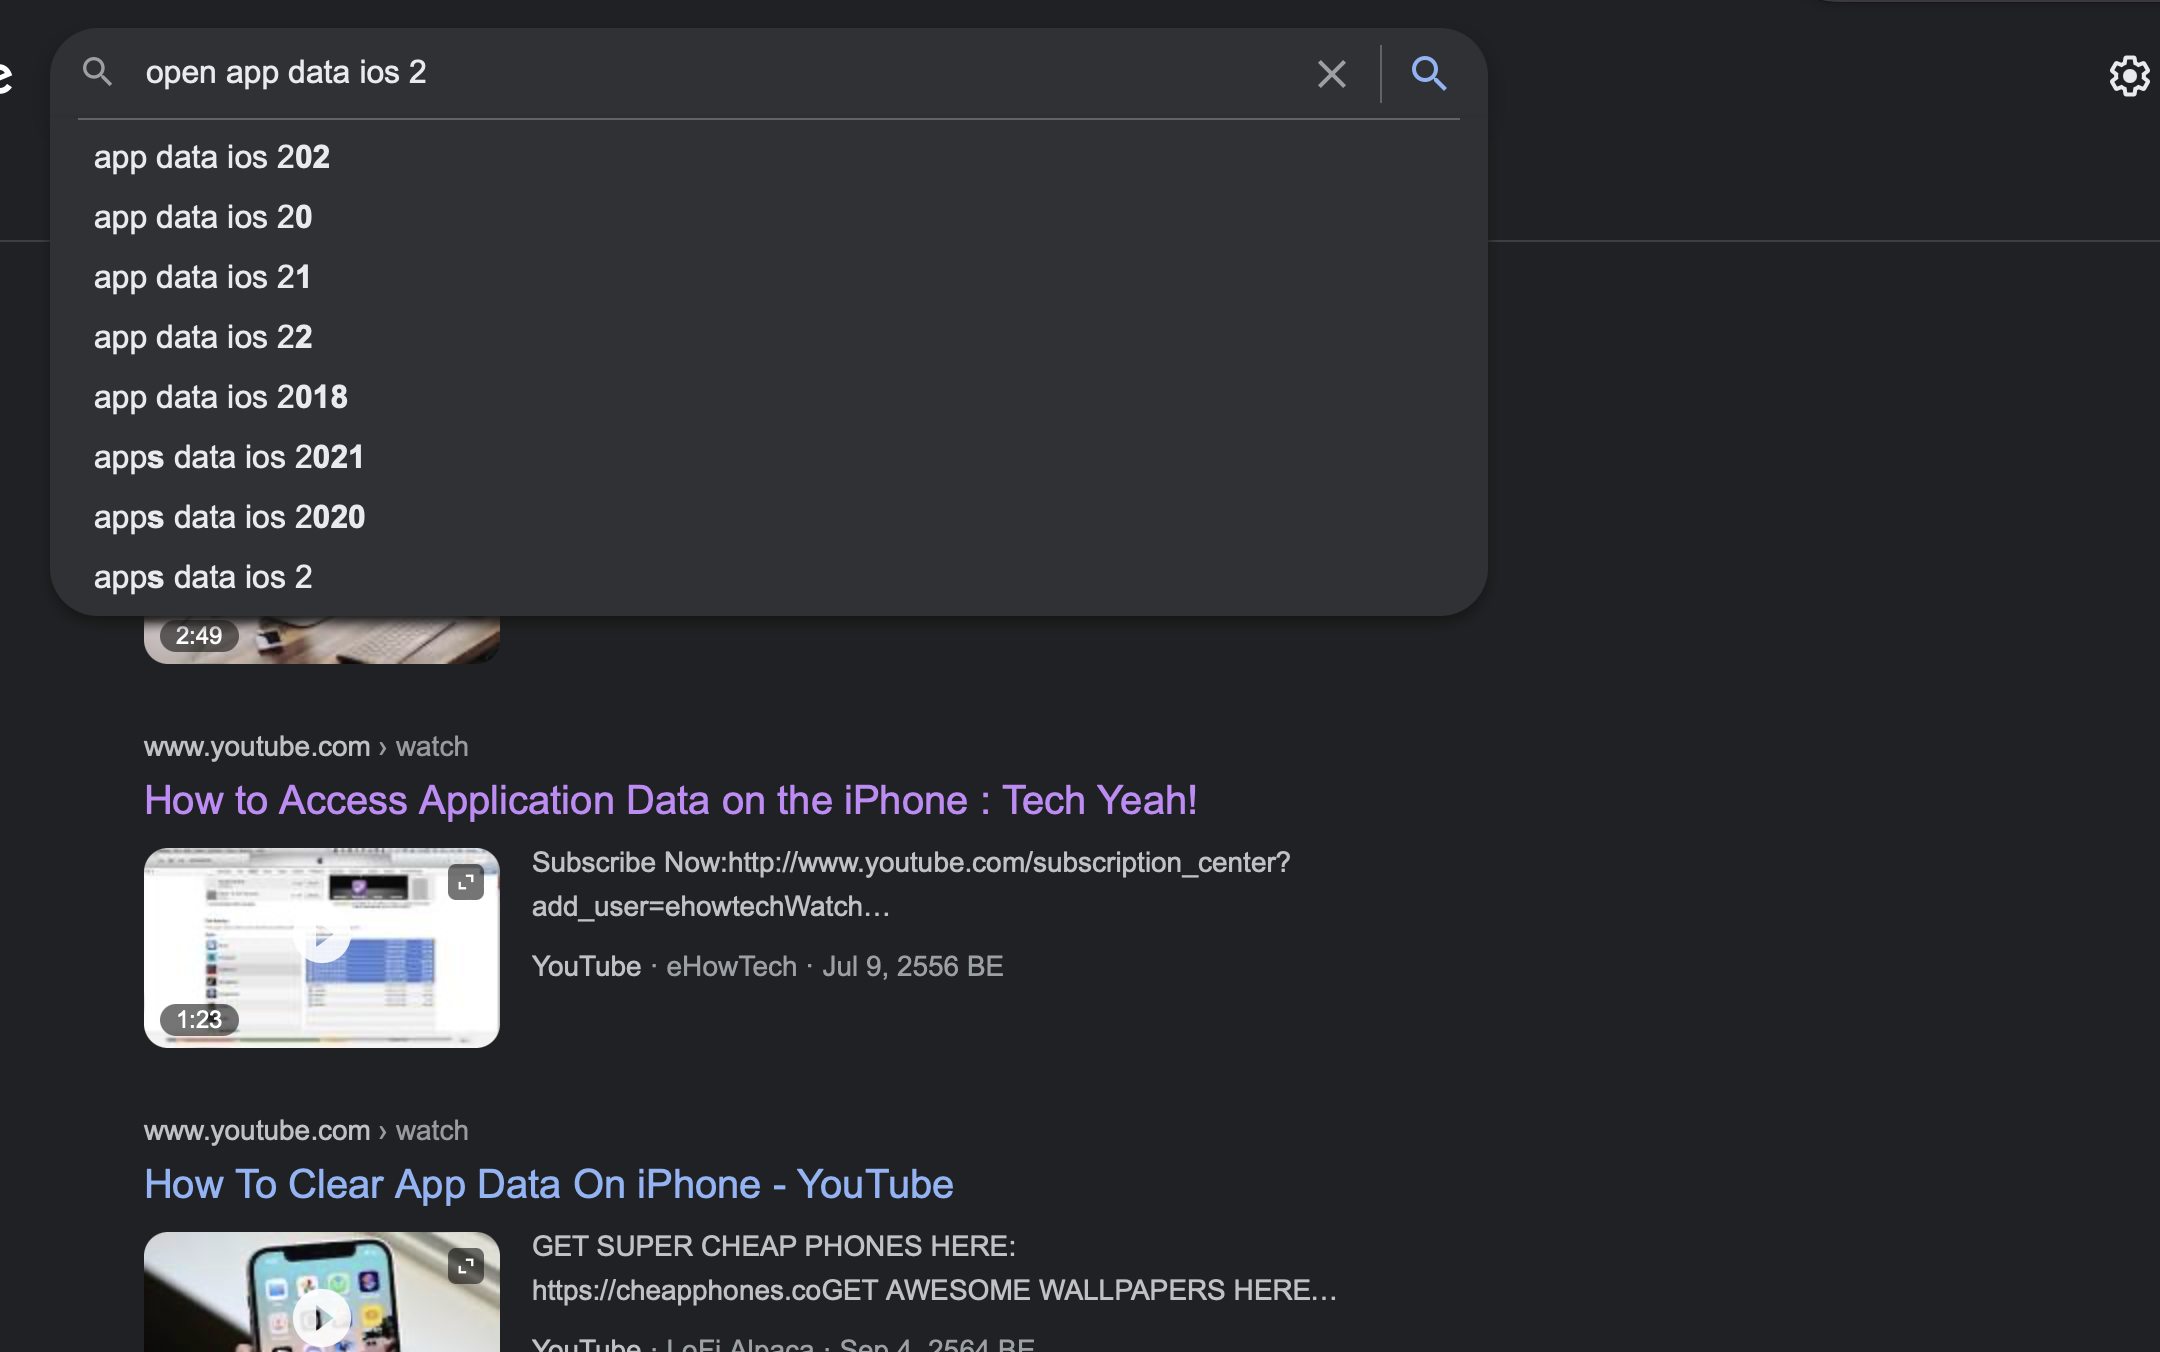 e
open app data ios 2
app data ios 202
app data ios 20
app data ios 21
app data ios 22
app data ios 2018
apps data ios 2021
apps data ios 2020
apps data ios 2
2:49
www.youtube.com › watch
How to Access Application Data on the iPhone : Tech Yeah!
Subscribe Now:http://www.youtube.com/subscription_center?
add_user=ehowtechWatch...
YouTube · eHowTech · Jul 9, 2556 BE
1:23
www.youtube.com › watch
How To Clear App Data On iPhone - YouTube
GET SUPER CHEAP PHONES HERE:
https://cheapphones.coGET AWESOME WALLPAPERS HERE...
YouTube · LoFi Alpaca · Sep 4, 2564 BE